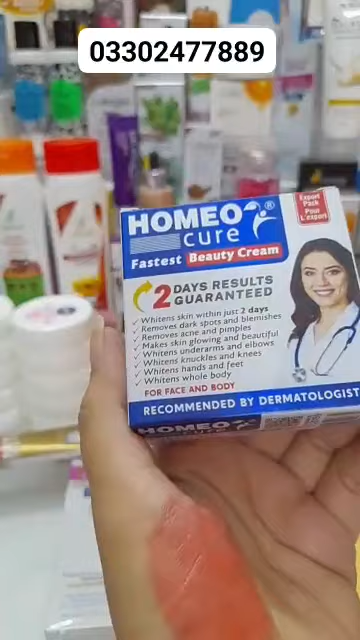 03302477889
HOMEO
cure
Export
Pack
Pour
L'export
Fastest Beauty Cream
2 DAYS RESULTS
GUARANTEED
✓ Whitens skin within just 2 days
✓ Removes dark spots and blemishes
✓ Removes acne and pimples
✓ Makes skin glowing and beautiful
✓ Whitens underarms and elbows
✓ Whitens knuckles and knees
✓ Whitens hands and feet
✓ Whitens whole body
FOR FACE AND BODY
RECOMMENDED BY DERMATOLOGIST
HOMEO